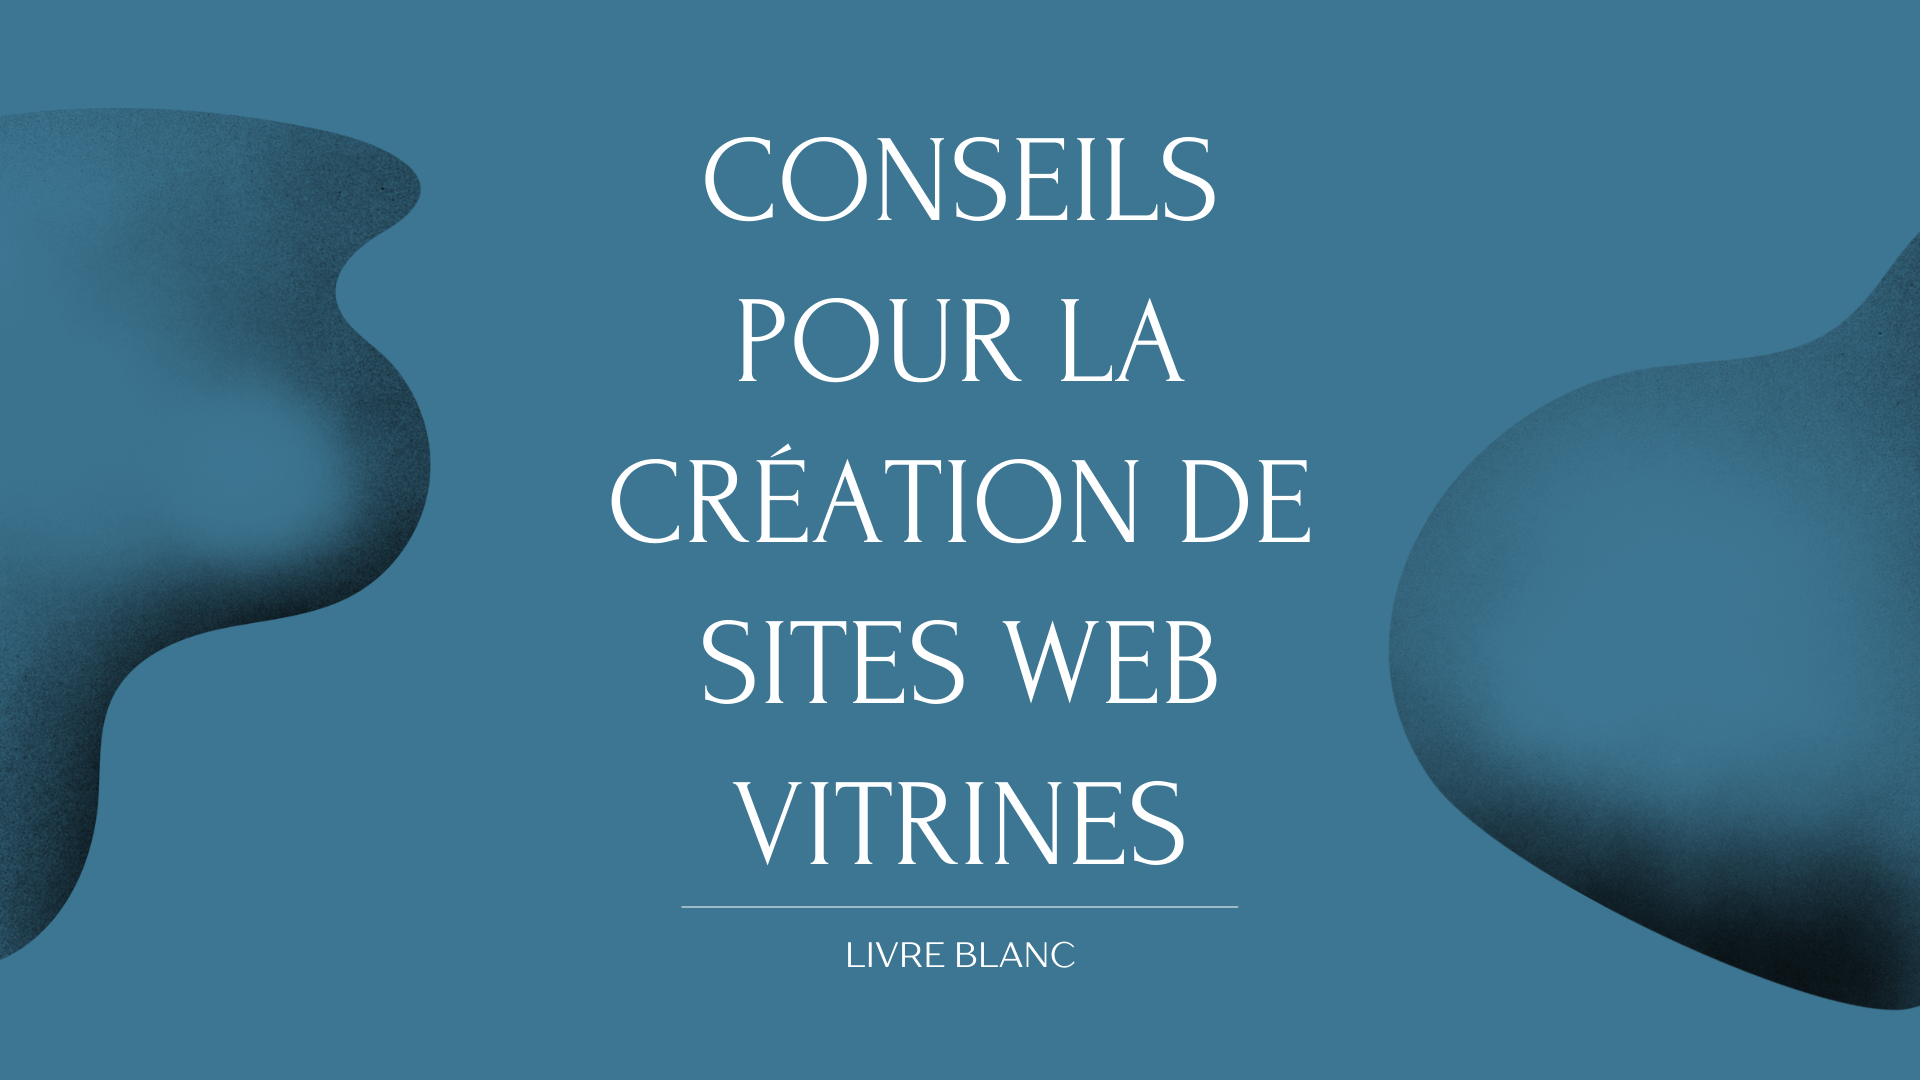 CONSEILS
POUR LA
CRÉATION DE
SITES WEB
VITRINES
LIVRE BLANC